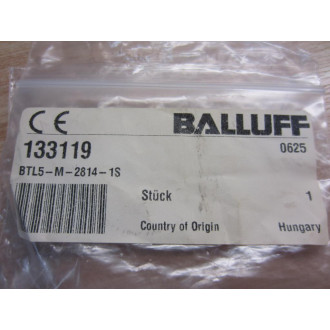 CE BALLUFF
133119 0625
BTL5-M-2814-1S
Stück 1
Country of Origin Hungary